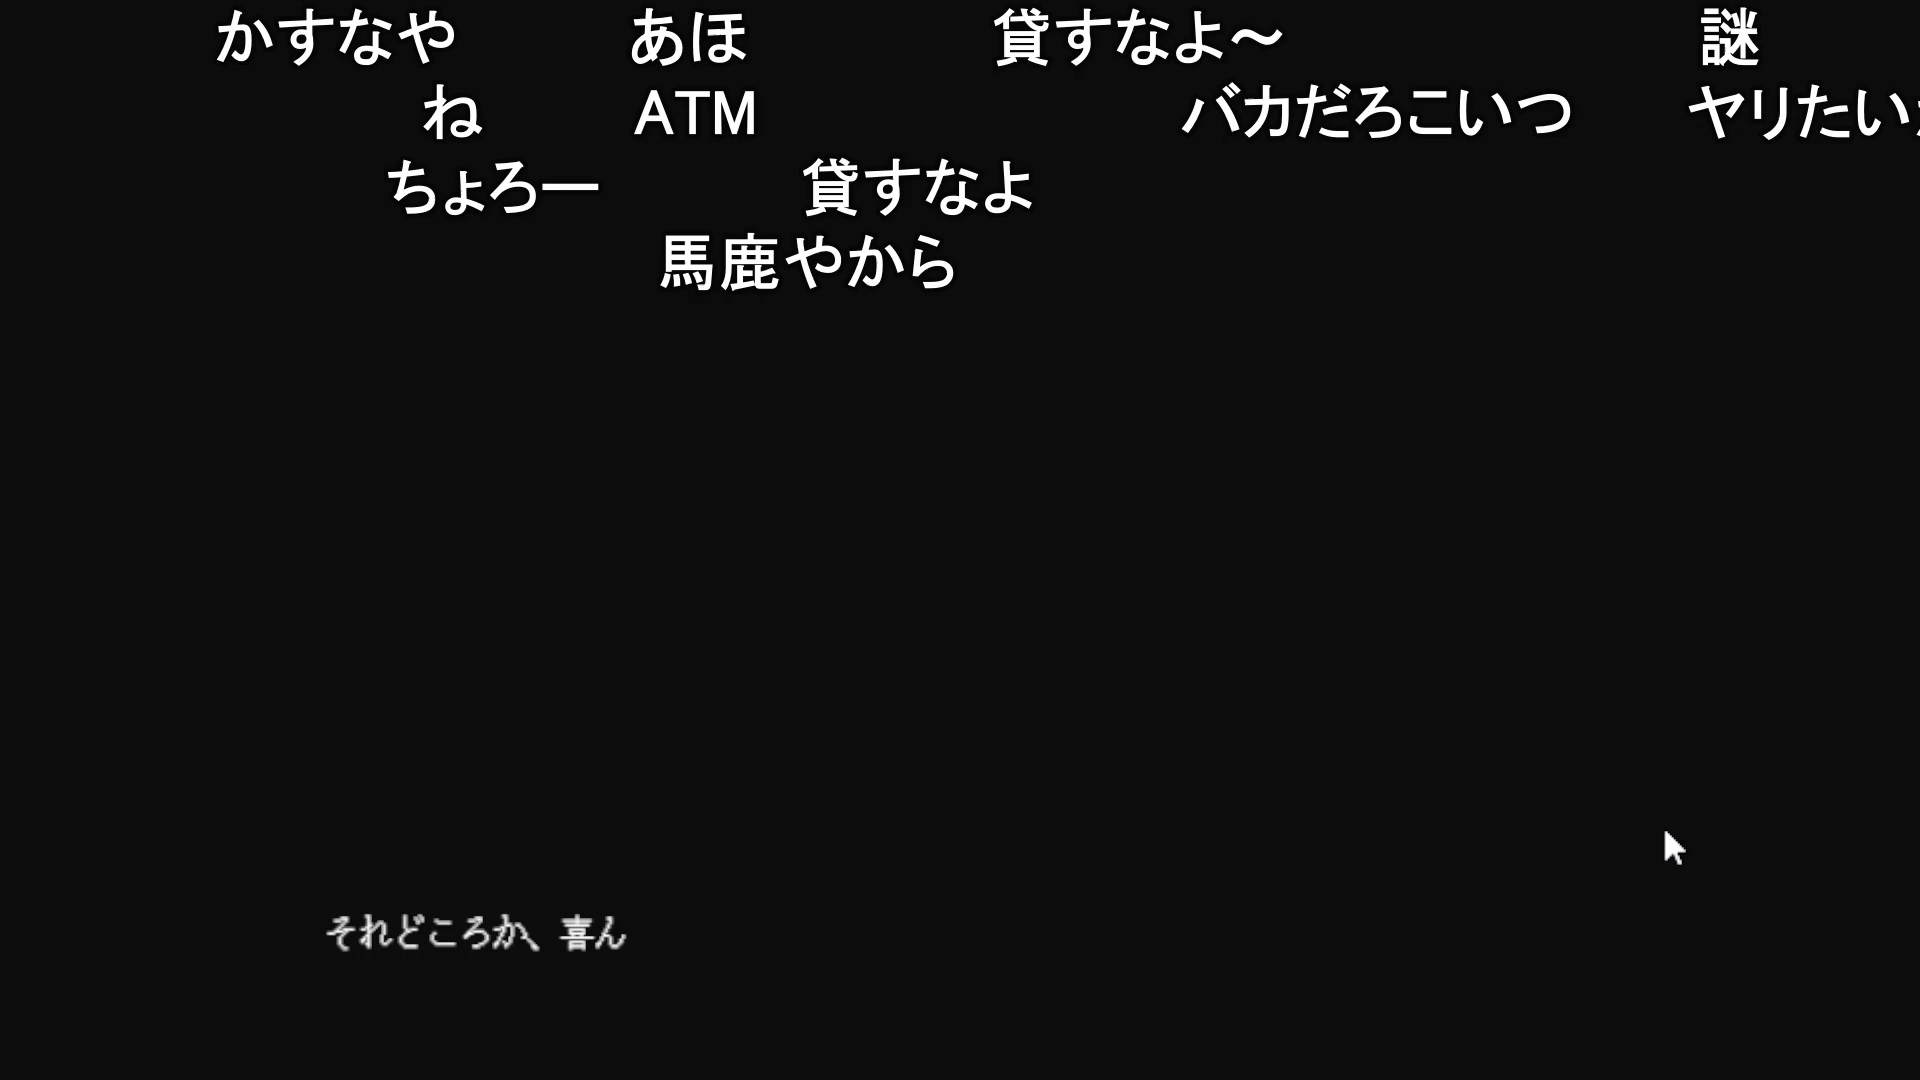 かすなや あほ 貸すなよ～ 謎
ね ATM バカだろこいつ ヤリたい
ちょろー 貸すなよ
馬鹿やから
それどころか、喜ん